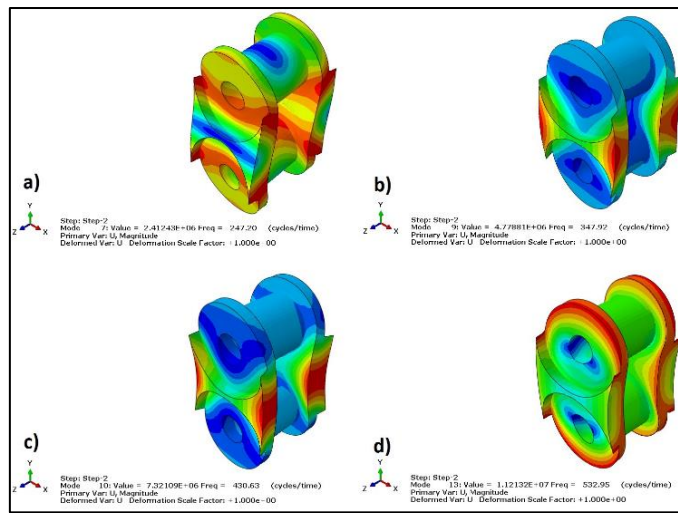 a)
Y
Z X
Step: Step-2
Mode 7: Value = 2.41243E+06 Freq = 247.20 (cycles/time)
Primary Var: U, Magnitude
Deformed Var: U Deformation Scale Factor: +1.000e+00
b)
Y
Z X
Step: Step-2
Mode 9: Value = 4.77881E+06 Freq = 347.92 (cycles/time)
Primary Var: U, Magnitude
Deformed Var: U Deformation Scale Factor: +1.000e+00
c)
Y
Z X
Step: Step-2
Mode 10: Value = 7.32109E+06 Freq = 430.63 (cycles/time)
Primary Var: U, Magnitude
Deformed Var: U Deformation Scale Factor: +1.000e+00
d)
Y
Z X
Step: Step-2
Mode 13: Value = 1.12132E+07 Freq = 532.95 (cycles/time)
Primary Var: U, Magnitude
Deformed Var: U Deformation Scale Factor: +1.000e+00